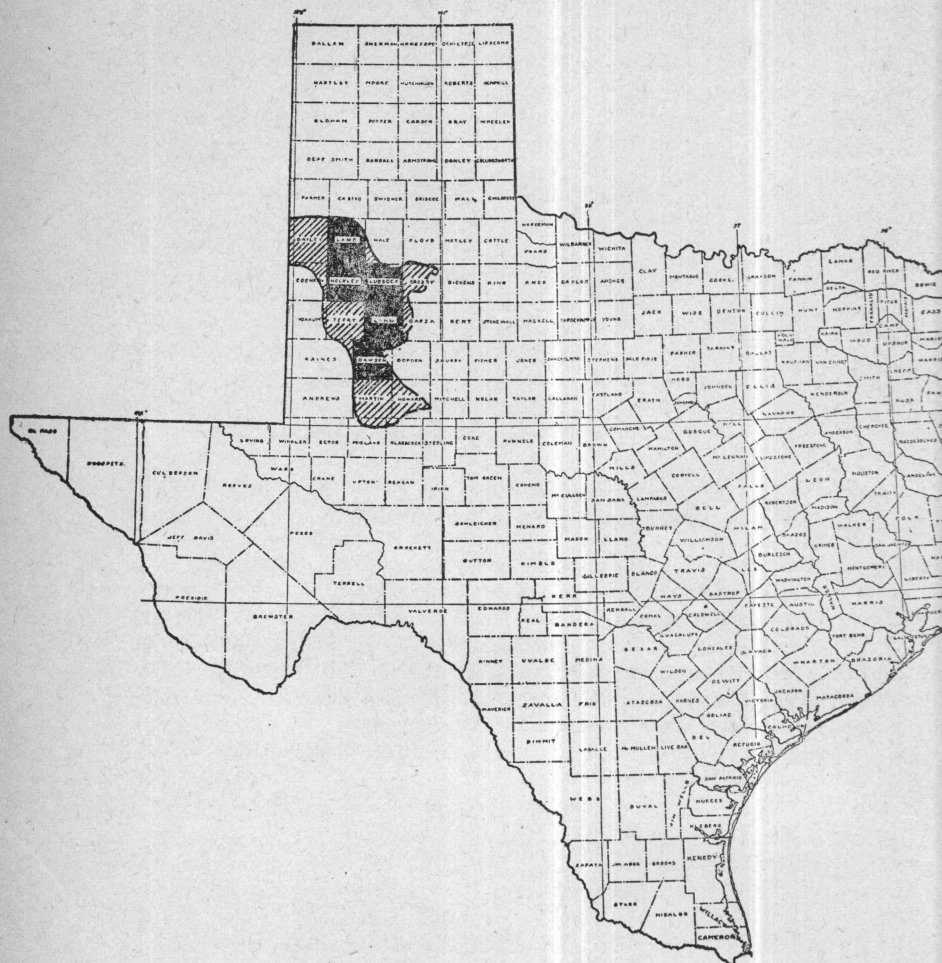 DALLAM SHERMAN HANSFORD OCHILTREE LIPSCOMB
HARTLEY MOORE HUTCHINSON ROBERTS HEMPHILL
OLDHAM POTTER CARSON GRAY WHEELER
DEAF SMITH RANDALL ARMSTRONG DONLEY COLLINGSWORTH
PARMER CASTRO SWISHER BRISCOE HALL CHILDRESS
BAILEY LAMB HALE FLOYD MOTLEY COTTLE
HARDEMAN
FOARD WILBARGER WICHITA
COCHRAN HOCKLEY LUBBOCK CROSBY DICKENS KING KNOX BAYLOR ARCHER
CLAY MONTAGUE COOKE GRAYSON FANNIN LAMAR RED RIVER BOWIE
DELTA
YOAKUM TERRY LYNN GARZA KENT STONEWALL HASKELL THROCKMORTON YOUNG
JACK WISE DENTON COLLIN HUNT HOPKINS FRANKLIN TITUS CASS
CAMP
RAINS WOOD UPSHUR
GAINES DAWSON BORDEN SCURRY FISHER JONES SHACKELFORD STEPHENS PALO PINTO
PARKER TARRANT DALLAS KAUFMAN VAN ZANDT
SMITH
ANDREWS MARTIN HOWARD MITCHELL NOLAN TAYLOR CALLAHAN EASTLAND ERATH
HOOD JOHNSON ELLIS HENDERSON RUSK
HILL NAVARRO
EL PASO
HUDSPETH
CULBERSON
REEVES
LOVING WINKLER ECTOR MIDLAND GLASSCOCK STERLING COKE RUNNELS COLEMAN BROWN
COMANCHE BOSQUE ANDERSON CHEROKEE
HAMILTON McLENNAN LIMESTONE FREESTONE
WARD CRANE UPTON REAGAN IRION TOM GREEN CONCHO
McCULLOCH MILLS SAN SABA LAMPASAS CORYELL FALLS LEON HOUSTON
BELL ROBERTSON MADISON TRINITY
JEFF DAVIS PECOS
SCHLEICHER MENARD MASON LLANO BURNET WILLIAMSON MILAM BRAZOS GRIMES WALKER
CROCKETT
SUTTON KIMBLE GILLESPIE BLANCO TRAVIS LEE BURLESON
WASHINGTON MONTGOMERY LIBERTY
PRESIDIO BREWSTER TERRELL
VALVERDE EDWARDS KERR KENDALL HAYS BASTROP
REAL BANDERA COMAL CALDWELL FAYETTE AUSTIN HARRIS
GUADALUPE COLORADO FORT BEND
KINNEY UVALDE MEDINA BEXAR GONZALES LAVACA WHARTON BRAZORIA
WILSON DEWITT
MAVERICK ZAVALLA FRIO ATASCOSA KARNES VICTORIA JACKSON MATAGORDA
GOLIAD CALHOUN
DIMMIT LASALLE McMULLEN LIVE OAK BEE REFUGIO
SAN PATRICIO
WEBB DUVAL JIM WELLS NUECES
KLEBERG
ZAPATA JIM HOGG BROOKS KENEDY
HIDALGO WILLACY
CAMERON